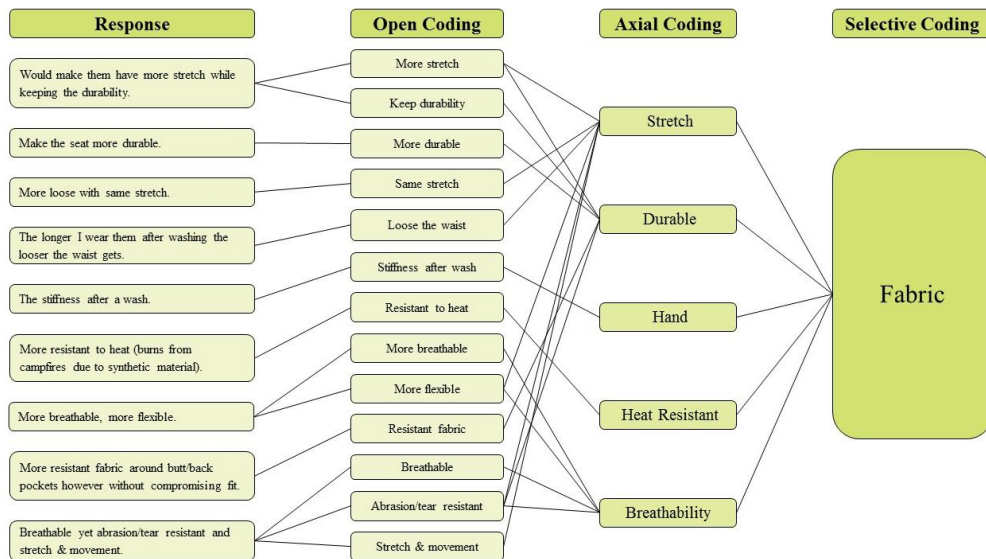 Response
Open Coding
Axial Coding
Selective Coding
Would make them have more stretch while
keeping the durability.
Make the seat more durable.
More loose with same stretch.
The longer I wear them after washing the
looser the waist gets.
The stiffness after a wash.
More resistant to heat (burns from
campfires due to synthetic material).
More breathable, more flexible.
More resistant fabric around butt/back
pockets however without compromising fit.
Breathable yet abrasion/tear resistant and
stretch & movement.
More stretch
Keep durability
More durable
Same stretch
Loose the waist
Stiffness after wash
Resistant to heat
More breathable
More flexible
Resistant fabric
Breathable
Abrasion/tear resistant
Stretch & movement
Stretch
Durable
Hand
Heat Resistant
Breathability
Fabric